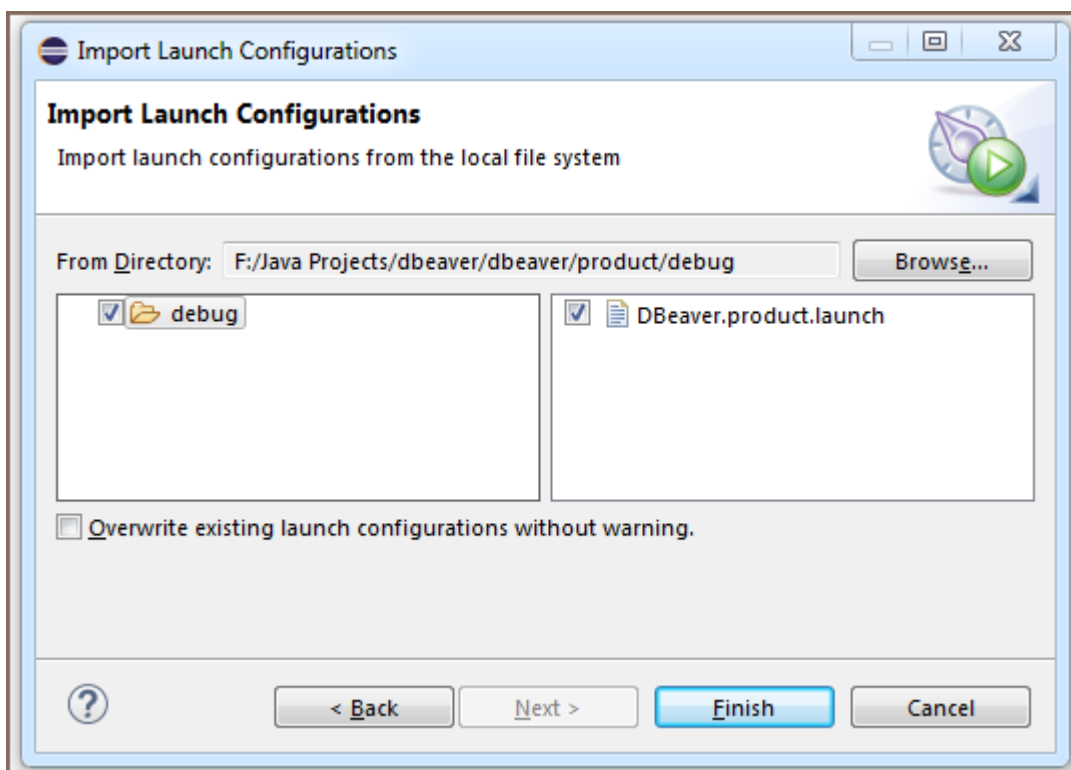 Import Launch Configurations
Import Launch Configurations
Import launch configurations from the local file system
From Directory: F:/Java Projects/dbeaver/dbeaver/product/debug Browse...
debug DBeaver.product.launch
Overwrite existing launch configurations without warning.
? < Back Next > Finish Cancel